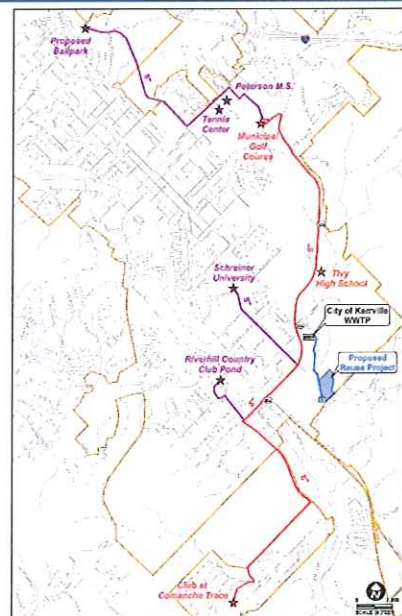 Proposed
Ballpark
Peterson M.S.
Tennis
Center
Municipal
Golf
Course
Tivy
High School
Schreiner
University
City of Kerrville
WWTP
Proposed
Reuse Project
Riverhill Country
Club Pond
Club at
Comanche Trace
N